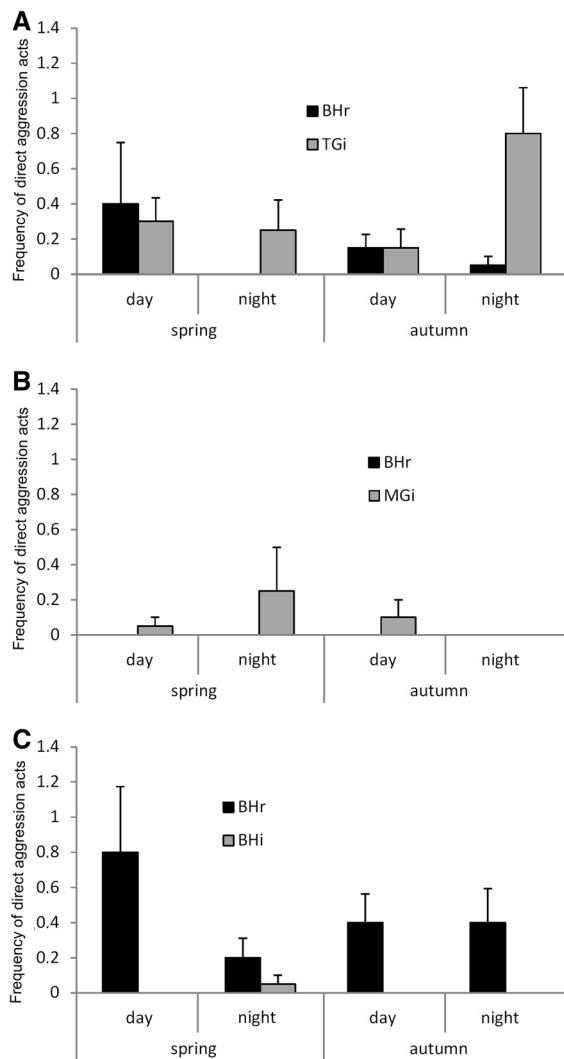 A
Frequency of direct aggression acts
1.4
1.2
1
0.8
0.6
0.4
0.2
0
BHr
TGi
day night day night
spring autumn
B
Frequency of direct aggression acts
1.4
1.2
1
0.8
0.6
0.4
0.2
0
BHr
MGi
day night day night
spring autumn
C
Frequency of direct aggression acts
1.4
1.2
1
0.8
0.6
0.4
0.2
0
BHr
BHi
day night day night
spring autumn